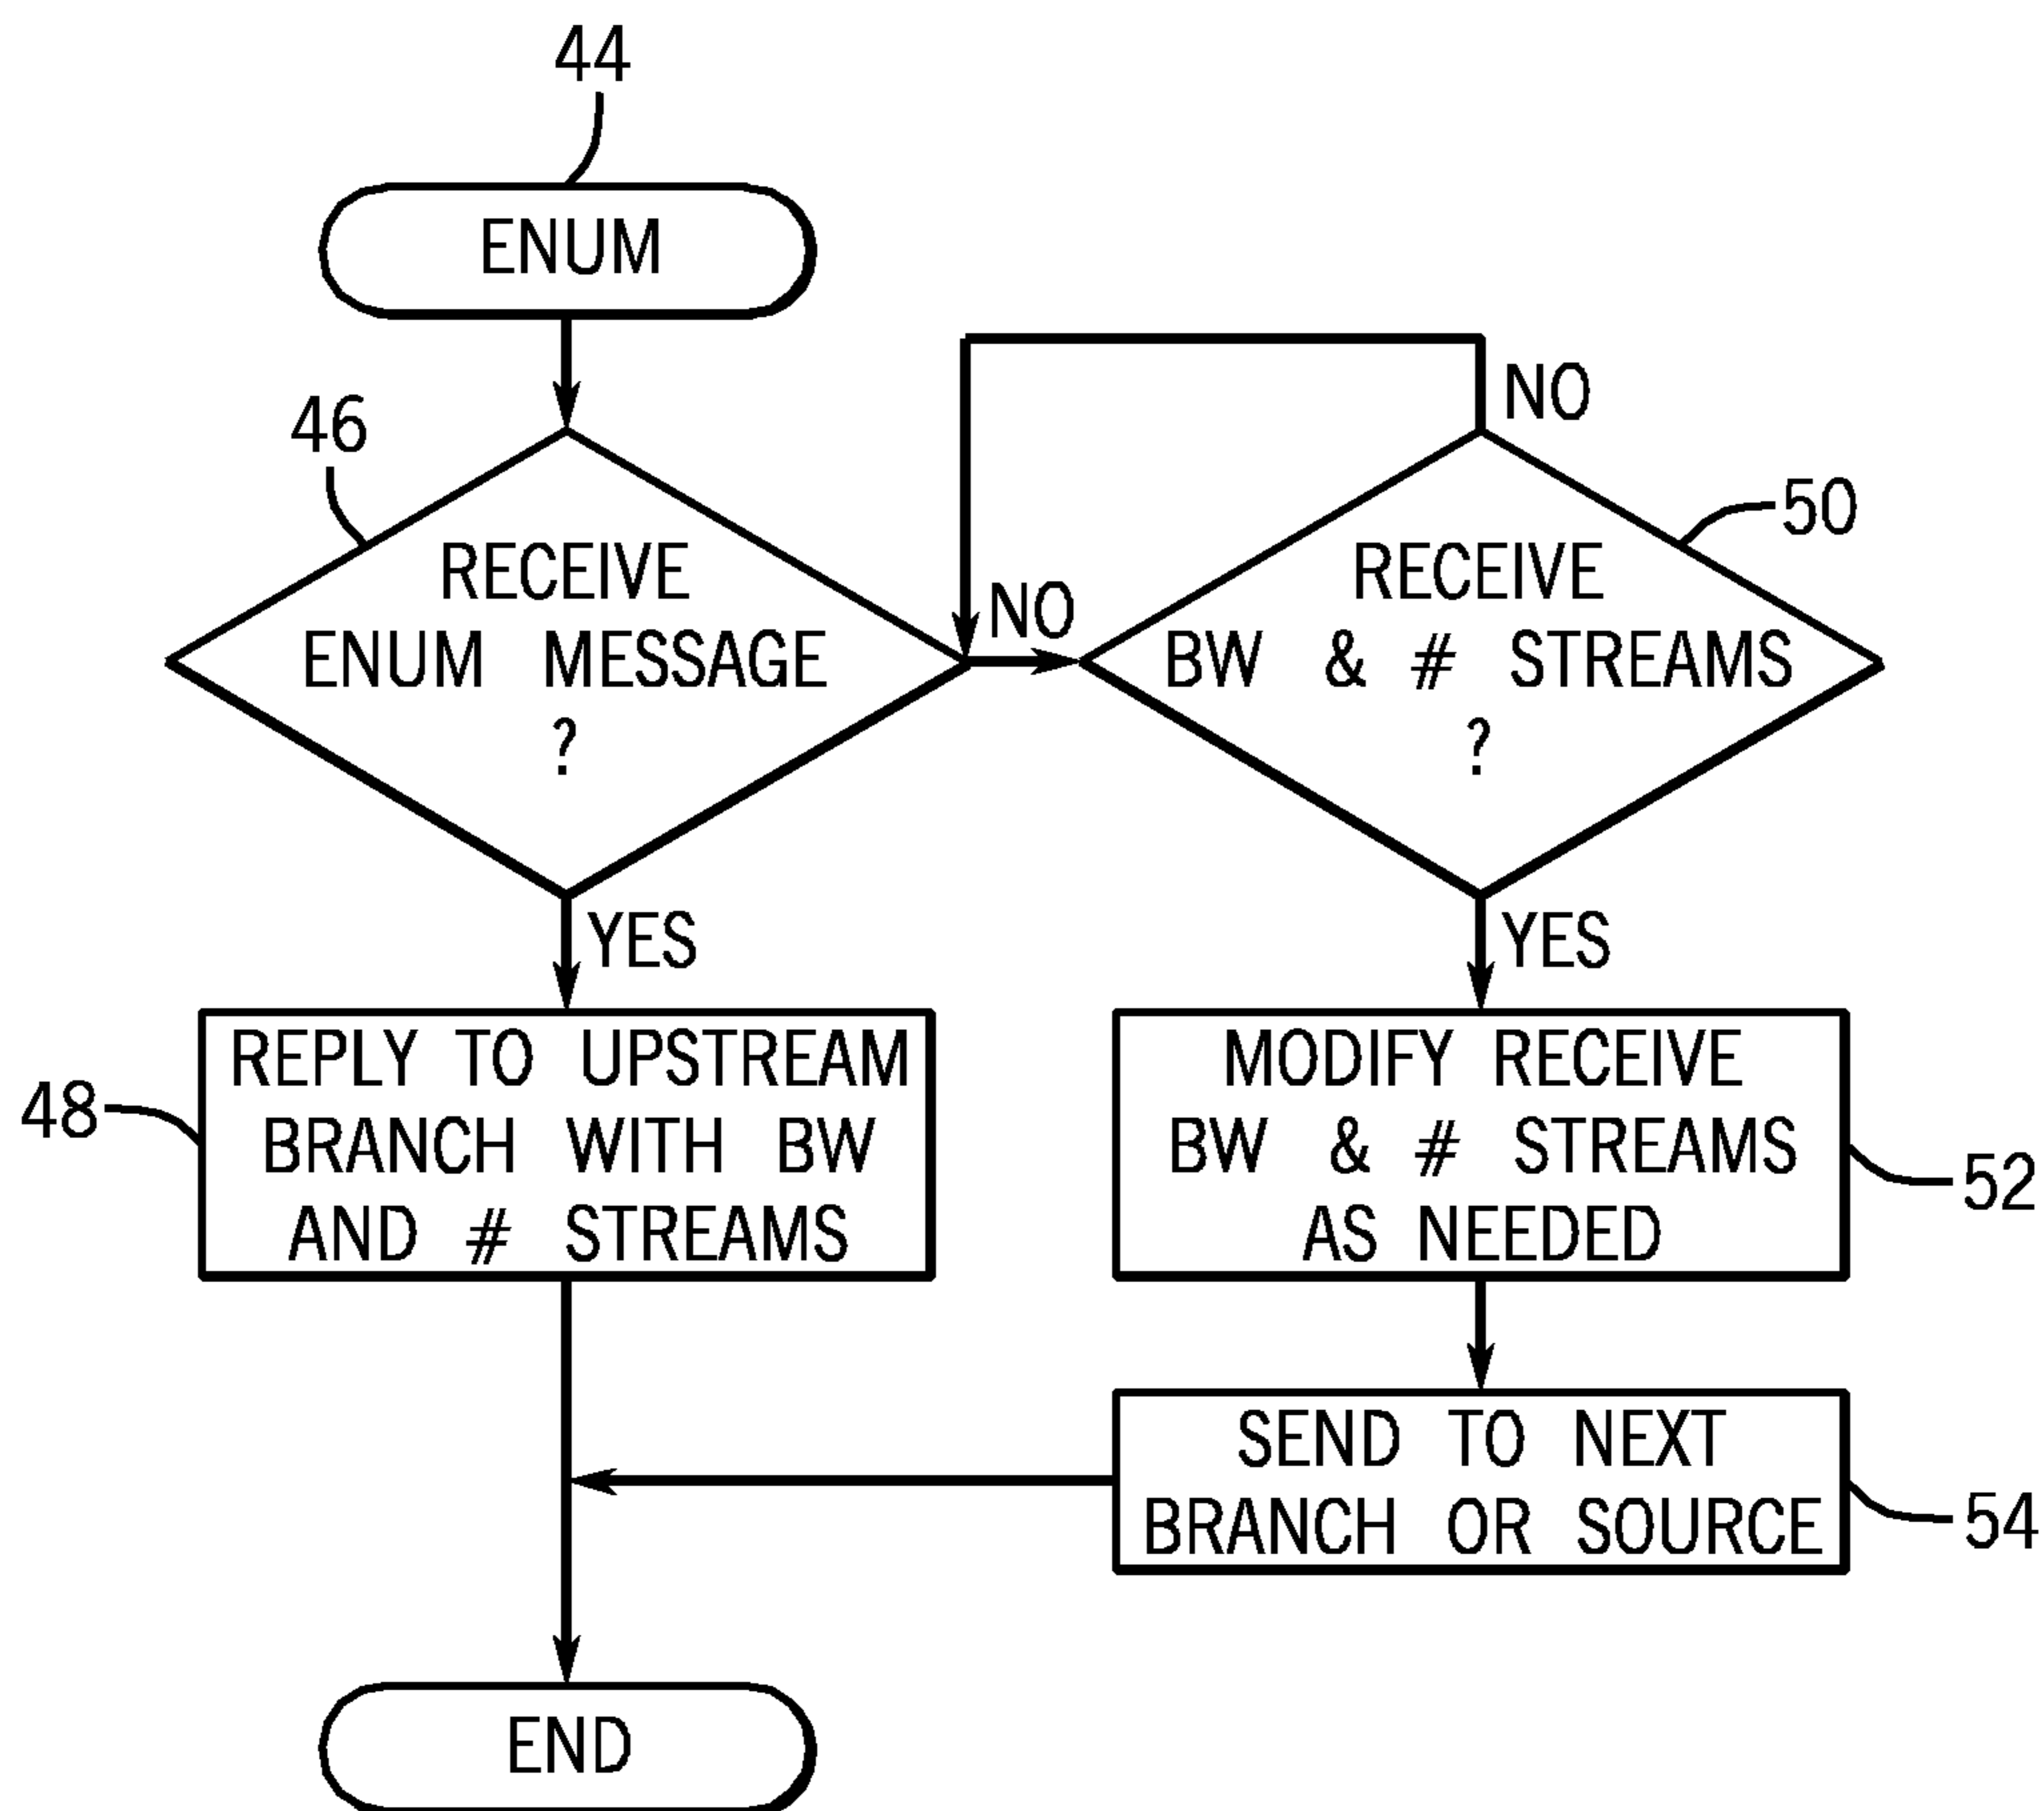 44
ENUM
46
RECEIVE
ENUM MESSAGE
?
NO
NO
50
RECEIVE
BW & # STREAMS
?
YES
YES
48
REPLY TO UPSTREAM
BRANCH WITH BW
AND # STREAMS
MODIFY RECEIVE
BW & # STREAMS
AS NEEDED
52
SEND TO NEXT
BRANCH OR SOURCE
54
END